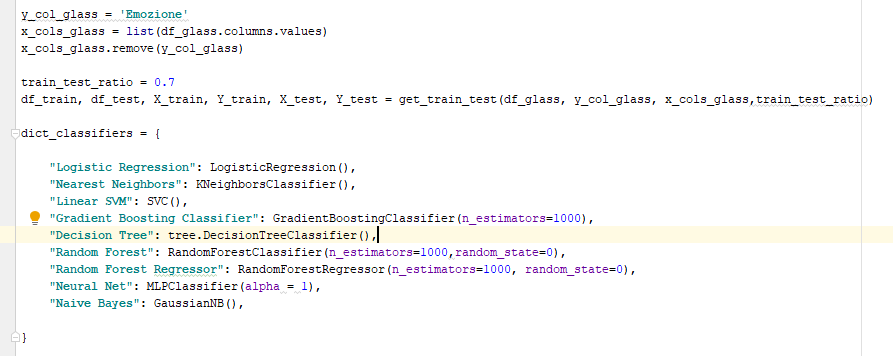 y_col_glass = 'Emozione'
x_cols_glass = list(df_glass.columns.values)
x_cols_glass.remove(y_col_glass)
train_test_ratio = 0.7
df_train, df_test, X_train, Y_train, X_test, Y_test = get_train_test(df_glass, y_col_glass, x_cols_glass,train_test_ratio)
dict_classifiers = {
"Logistic Regression": LogisticRegression(),
"Nearest Neighbors": KNeighborsClassifier(),
"Linear SVM": SVC(),
"Gradient Boosting Classifier": GradientBoostingClassifier(n_estimators=1000),
"Decision Tree": tree.DecisionTreeClassifier(),
"Random Forest": RandomForestClassifier(n_estimators=1000,random_state=0),
"Random Forest Regressor": RandomForestRegressor(n_estimators=1000, random_state=0),
"Neural Net": MLPClassifier(alpha = 1),
"Naive Bayes": GaussianNB(),
}